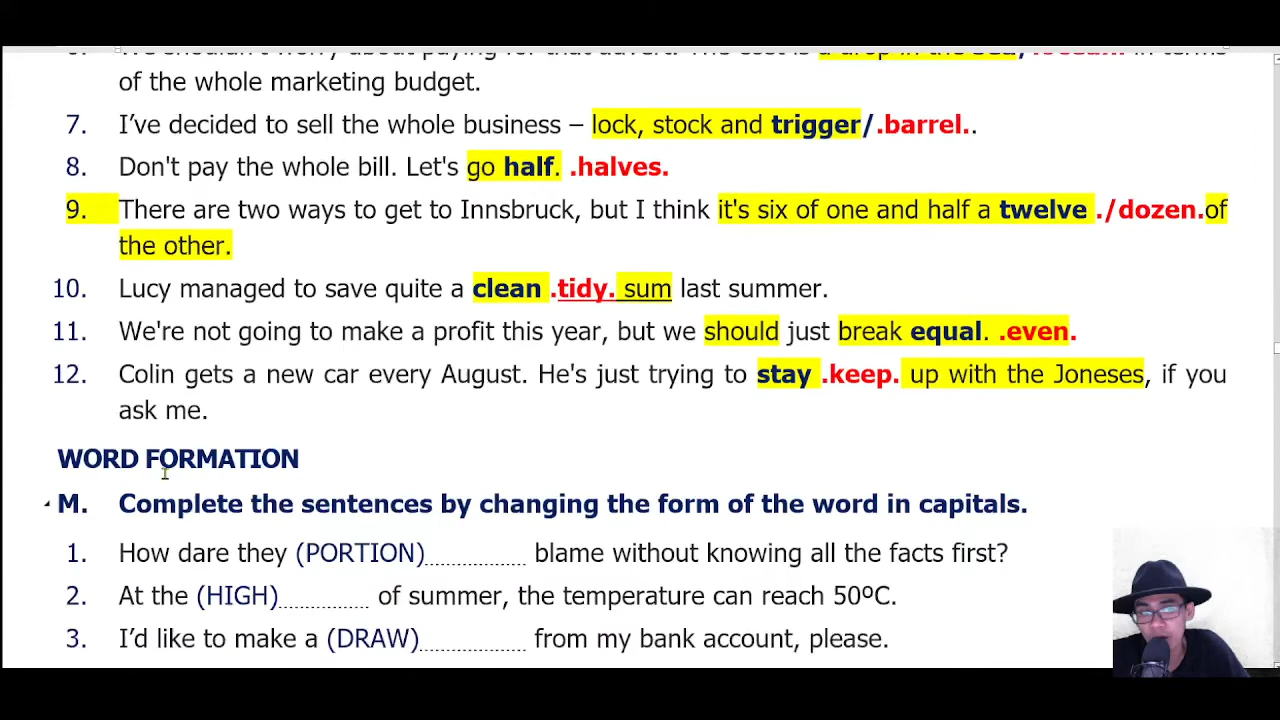 of the whole marketing budget.
7. I've decided to sell the whole business – lock, stock and trigger/.barrel..
8. Don't pay the whole bill. Let's go half. .halves.
9. There are two ways to get to Innsbruck, but I think it's six of one and half a twelve ./dozen.of
the other.
10. Lucy managed to save quite a clean .tidy. sum last summer.
11. We're not going to make a profit this year, but we should just break equal. .even.
12. Colin gets a new car every August. He's just trying to stay .keep. up with the Joneses, if you
ask me.
WORD FORMATION
M. Complete the sentences by changing the form of the word in capitals.
1. How dare they (PORTION)............... blame without knowing all the facts first?
2. At the (HIGH)............... of summer, the temperature can reach 50ºC.
3. I'd like to make a (DRAW)............... from my bank account, please.